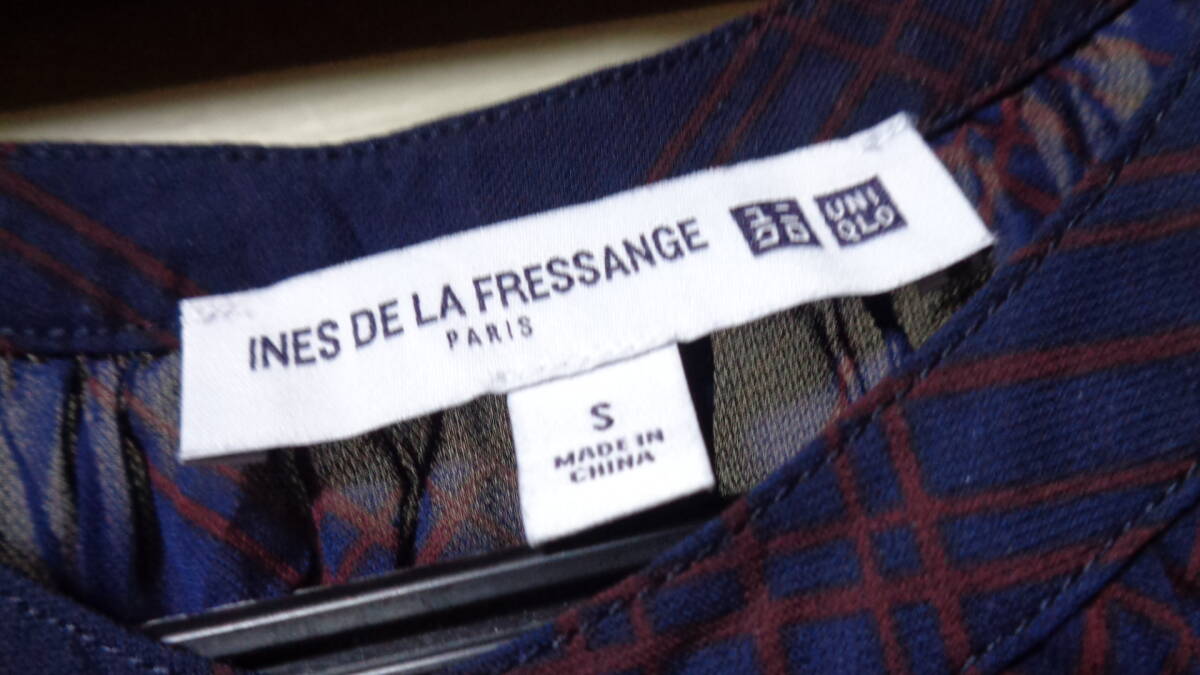 INES DE LA FRESSANGE
PARIS
ユニクロ
UNI
QLO
S
MADE IN
CHINA